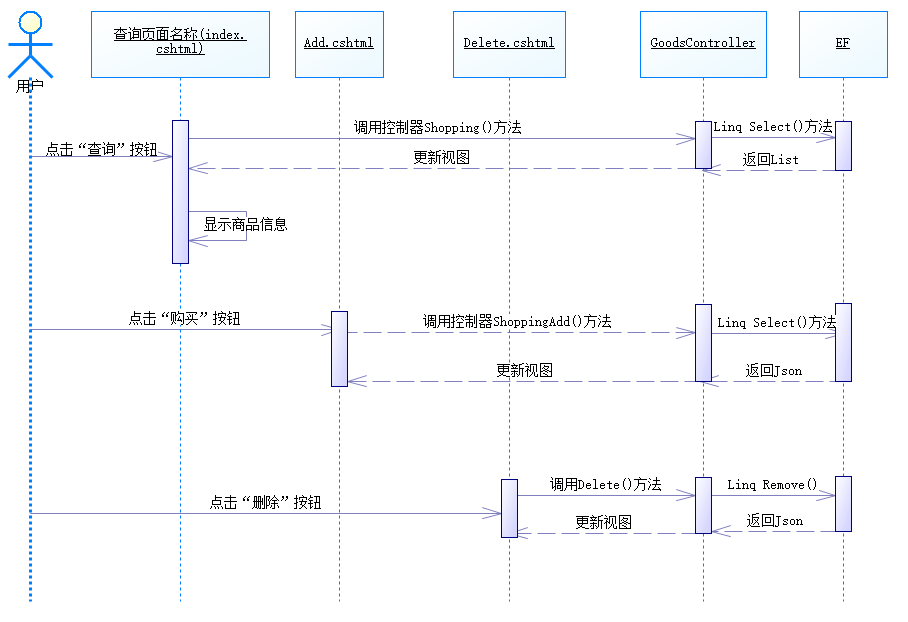 查询页面名称(index.
cshtml)
Add.cshtml
Delete.cshtml
GoodsController
EF
用户
调用控制器Shopping()方法
Linq Select()方法
点击“查询”按钮
更新视图
返回List
显示商品信息
点击“购买”按钮
调用控制器ShoppingAdd()方法
Linq Select()方法
更新视图
返回Json
调用Delete()方法
Linq Remove()
点击“删除”按钮
更新视图
返回Json